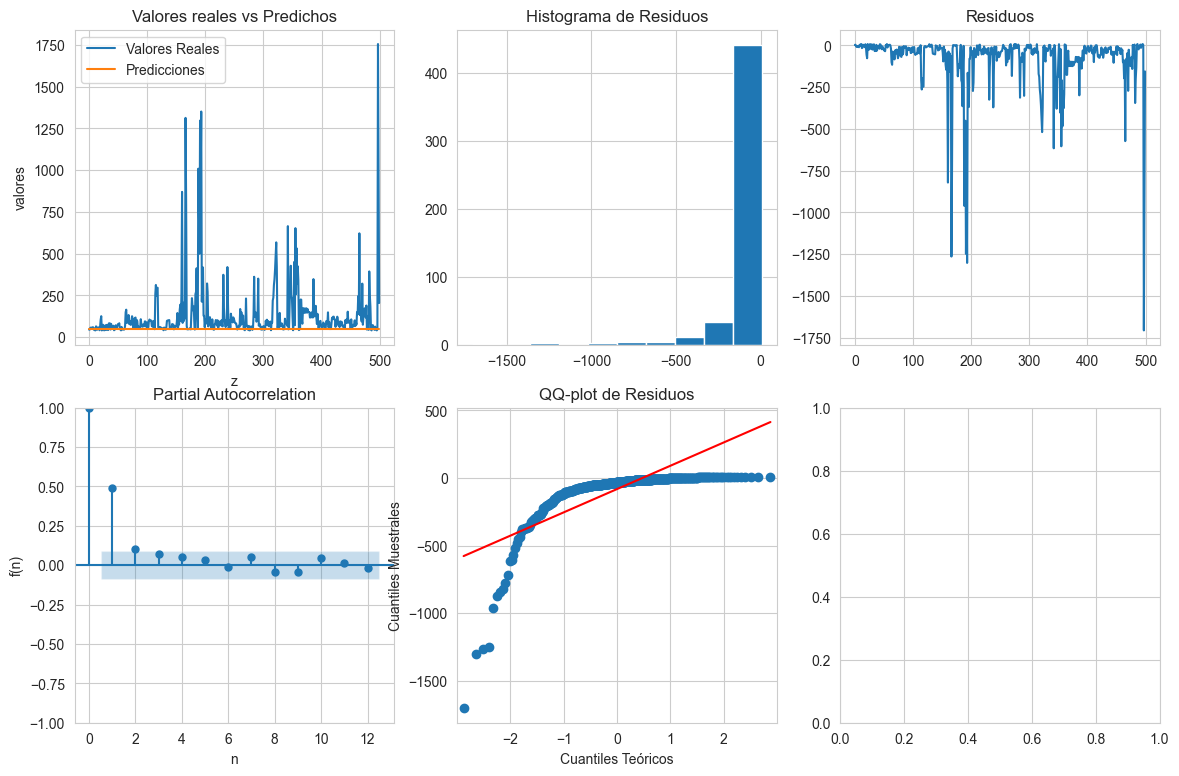 Valores reales vs Predichos
Valores Reales
Predicciones
1750
1500
1250
1000
750
500
250
0
valores
0 100 200 300 400 500
z
Histograma de Residuos
400
300
200
100
0
−1500 −1000 −500 0
Residuos
0
−250
−500
−750
−1000
−1250
−1500
−1750
0 100 200 300 400 500
Partial Autocorrelation
1.00
0.75
0.50
0.25
0.00
−0.25
−0.50
−0.75
−1.00
f(n)
0 2 4 6 8 10 12
n
QQ-plot de Residuos
500
0
−500
−1000
−1500
Cuantiles Muestrales
−2 −1 0 1 2
Cuantiles Teóricos
1.0
0.8
0.6
0.4
0.2
0.0
0.0 0.2 0.4 0.6 0.8 1.0